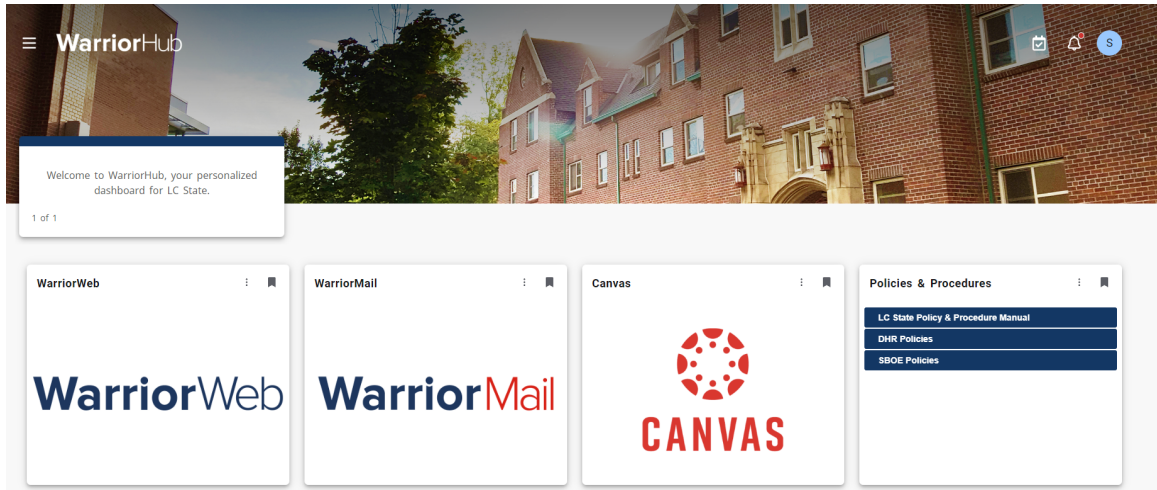 WarriorHub
S
Welcome to WarriorHub, your personalized
dashboard for LC State.
1 of 1
WarriorWeb
WarriorWeb
WarriorMail
WarriorMail
Canvas
CANVAS
Policies & Procedures
LC State Policy & Procedure Manual
DHR Policies
SBOE Policies